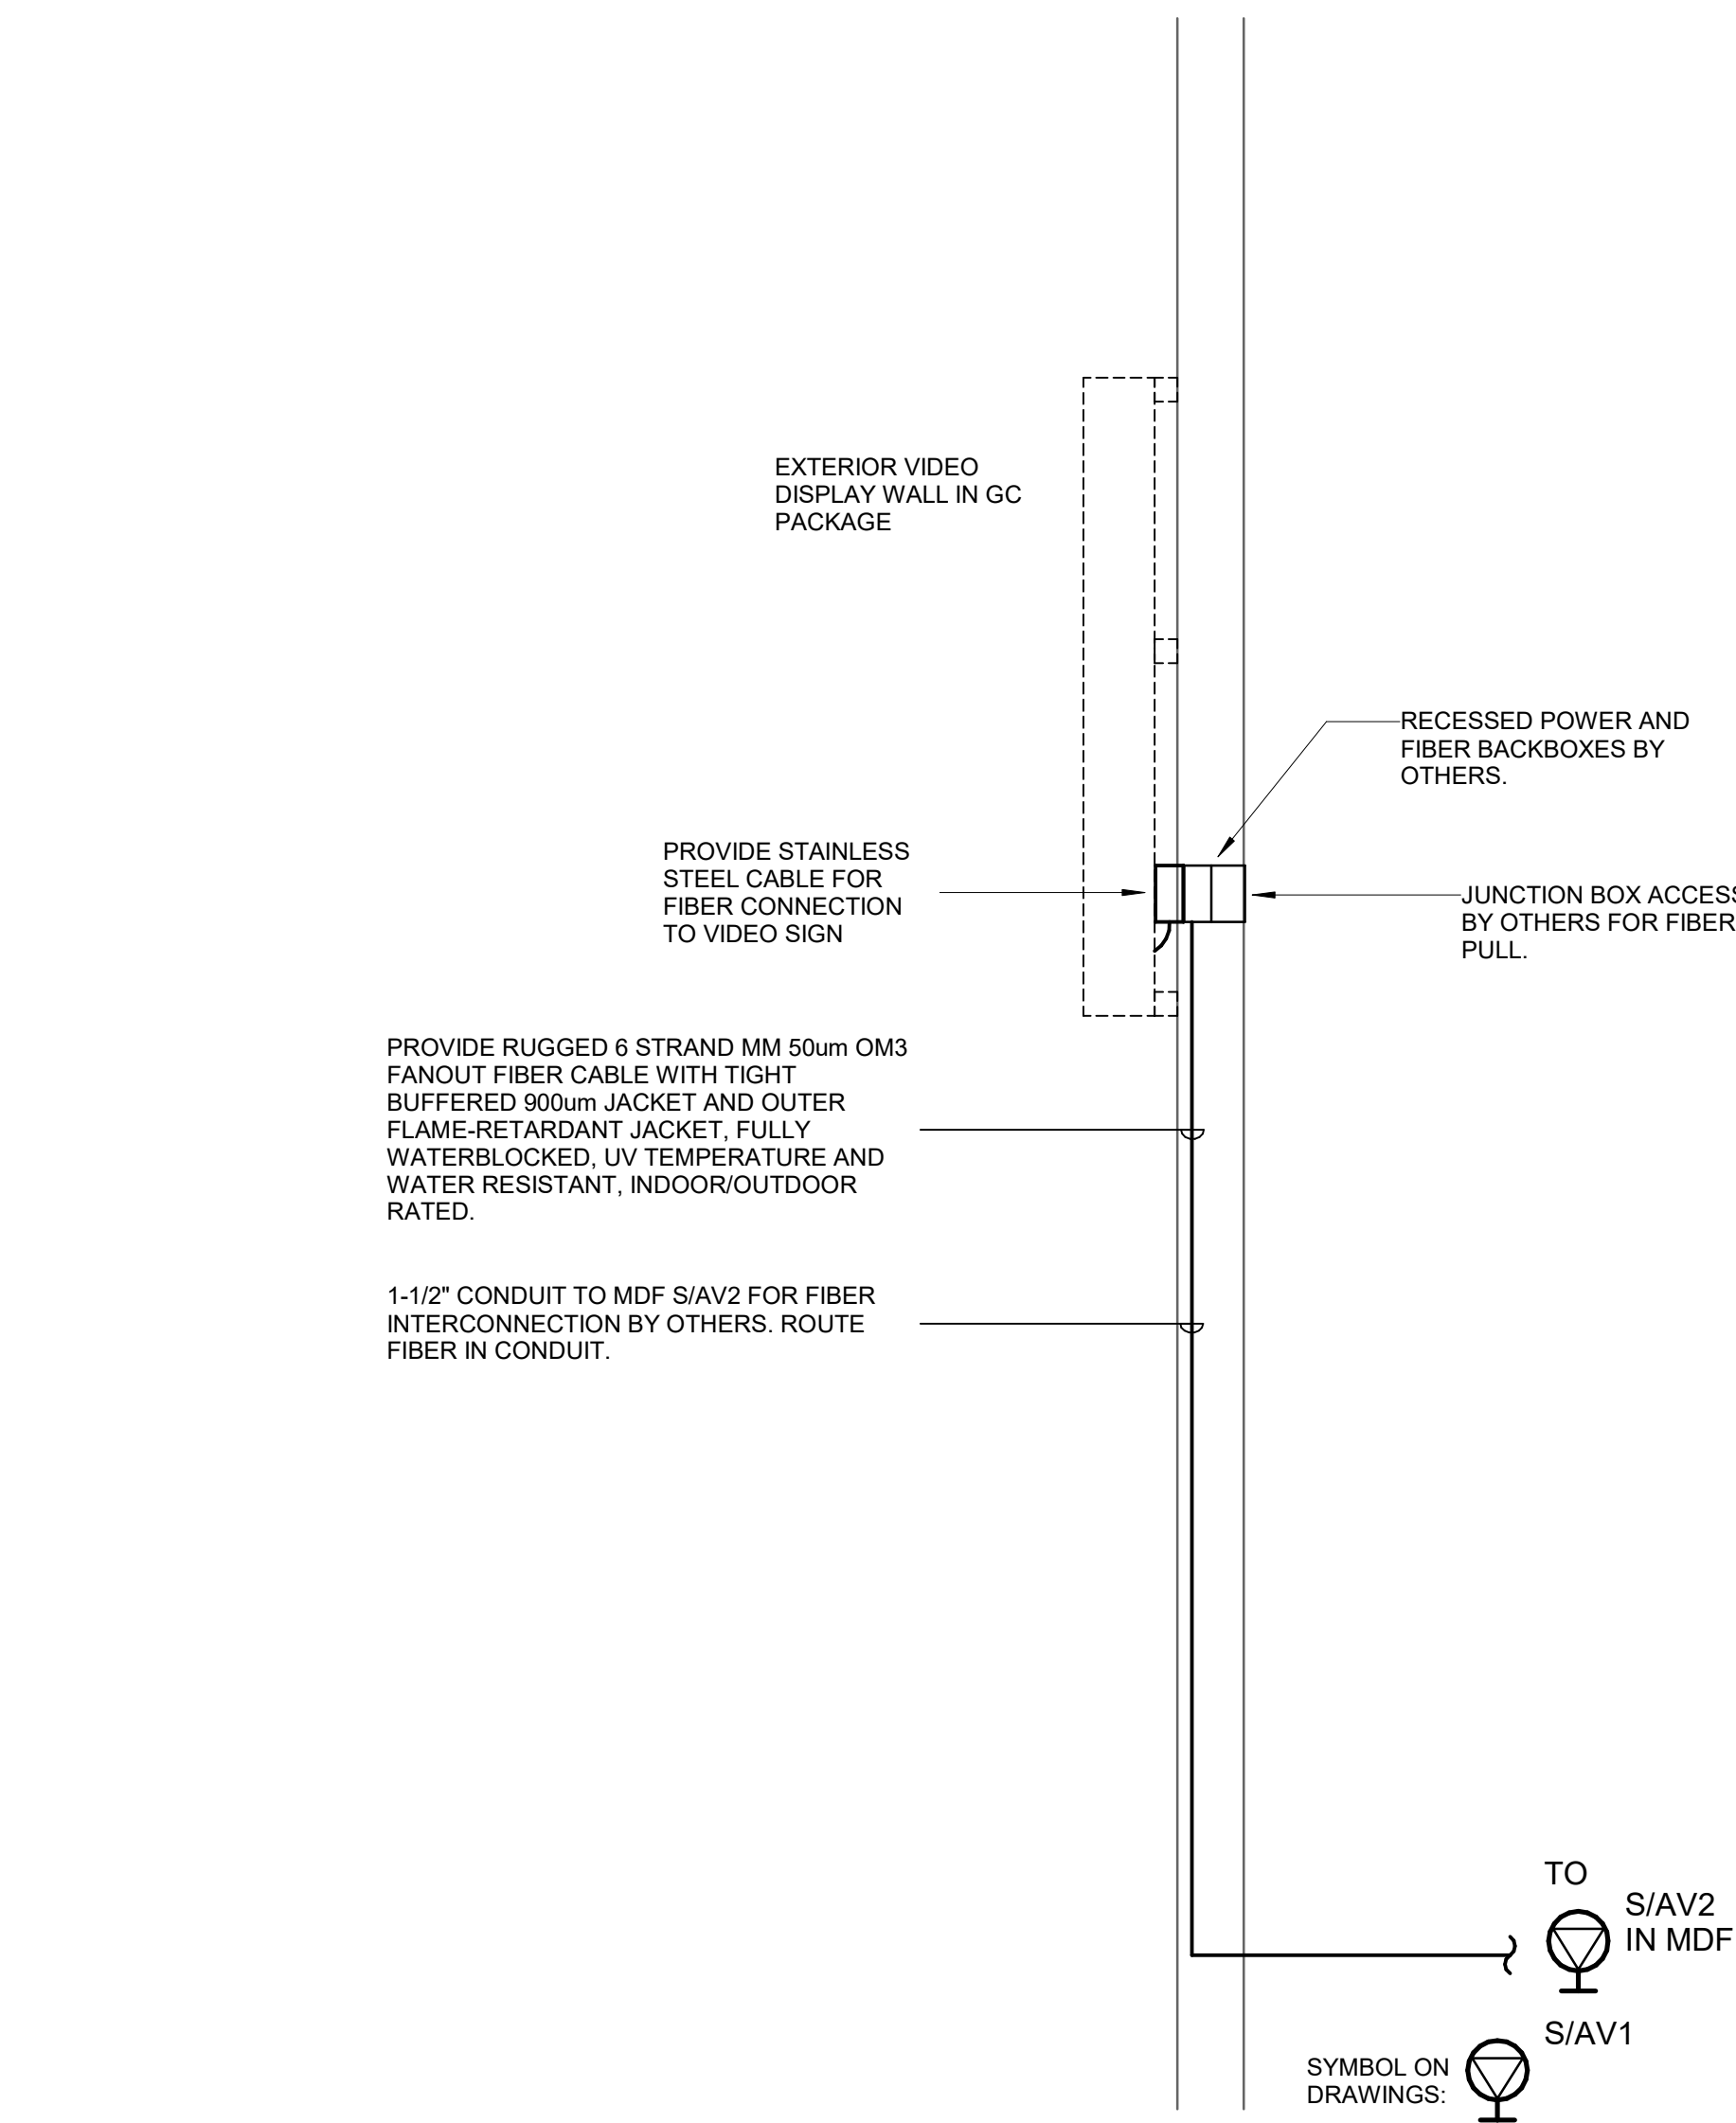 EXTERIOR VIDEO
DISPLAY WALL IN GC
PACKAGE
RECESSED POWER AND
FIBER BACKBOXES BY
OTHERS.
PROVIDE STAINLESS
STEEL CABLE FOR
FIBER CONNECTION
TO VIDEO SIGN
JUNCTION BOX ACCESS
BY OTHERS FOR FIBER
PULL.
PROVIDE RUGGED 6 STRAND MM 50um OM3
FANOUT FIBER CABLE WITH TIGHT
BUFFERED 900um JACKET AND OUTER
FLAME-RETARDANT JACKET, FULLY
WATERBLOCKED, UV TEMPERATURE AND
WATER RESISTANT, INDOOR/OUTDOOR
RATED.
1-1/2" CONDUIT TO MDF S/AV2 FOR FIBER
INTERCONNECTION BY OTHERS. ROUTE
FIBER IN CONDUIT.
TO
S/AV2
IN MDF
S/AV1
SYMBOL ON
DRAWINGS: